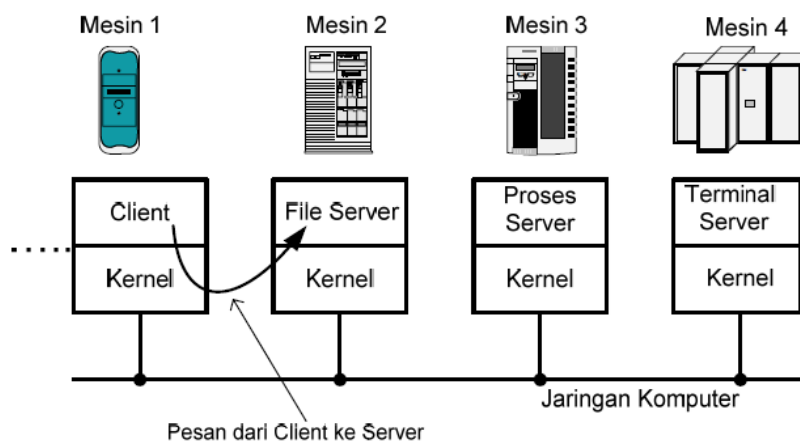 Mesin 1
Mesin 2
Mesin 3
Mesin 4
Client
File Server
Proses
Server
Terminal
Server
Kernel
Kernel
Kernel
Kernel
Jaringan Komputer
Pesan dari Client ke Server